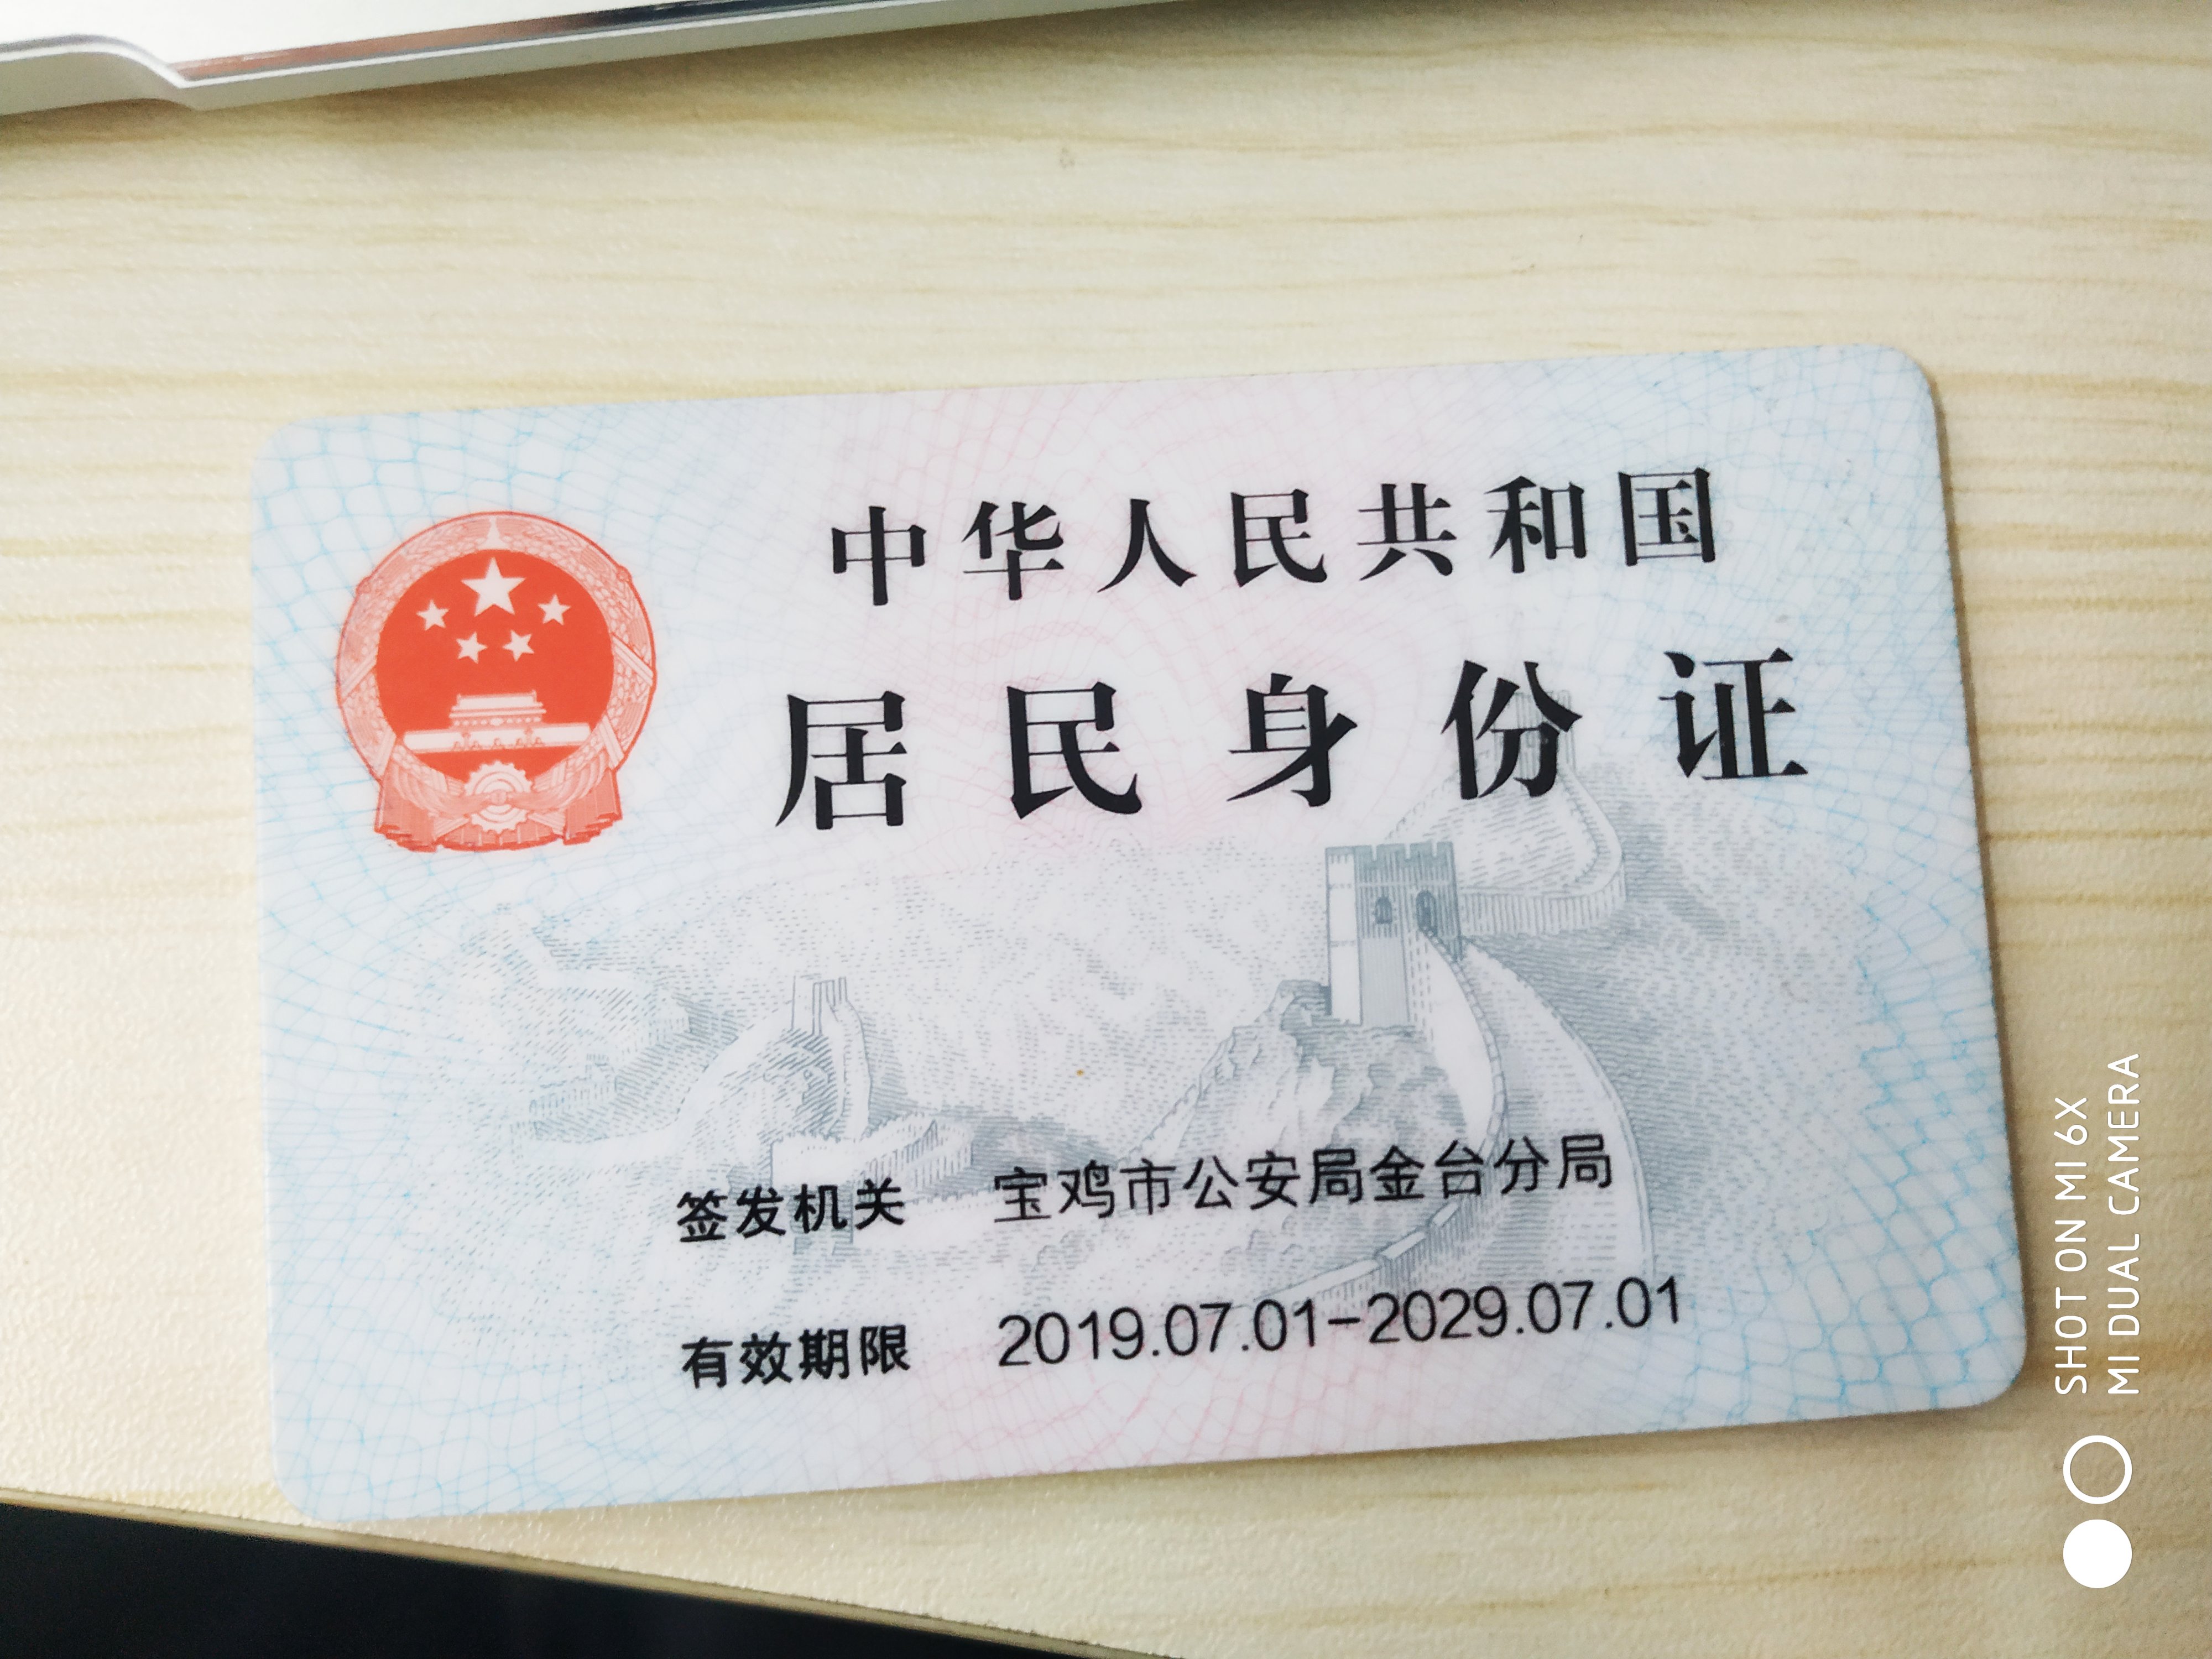 中华人民共和国
居民身份证
签发机关 宝鸡市公安局金台分局
有效期限 2019.07.01-2029.07.01
SHOT ON MI 6X
MI DUAL CAMERA